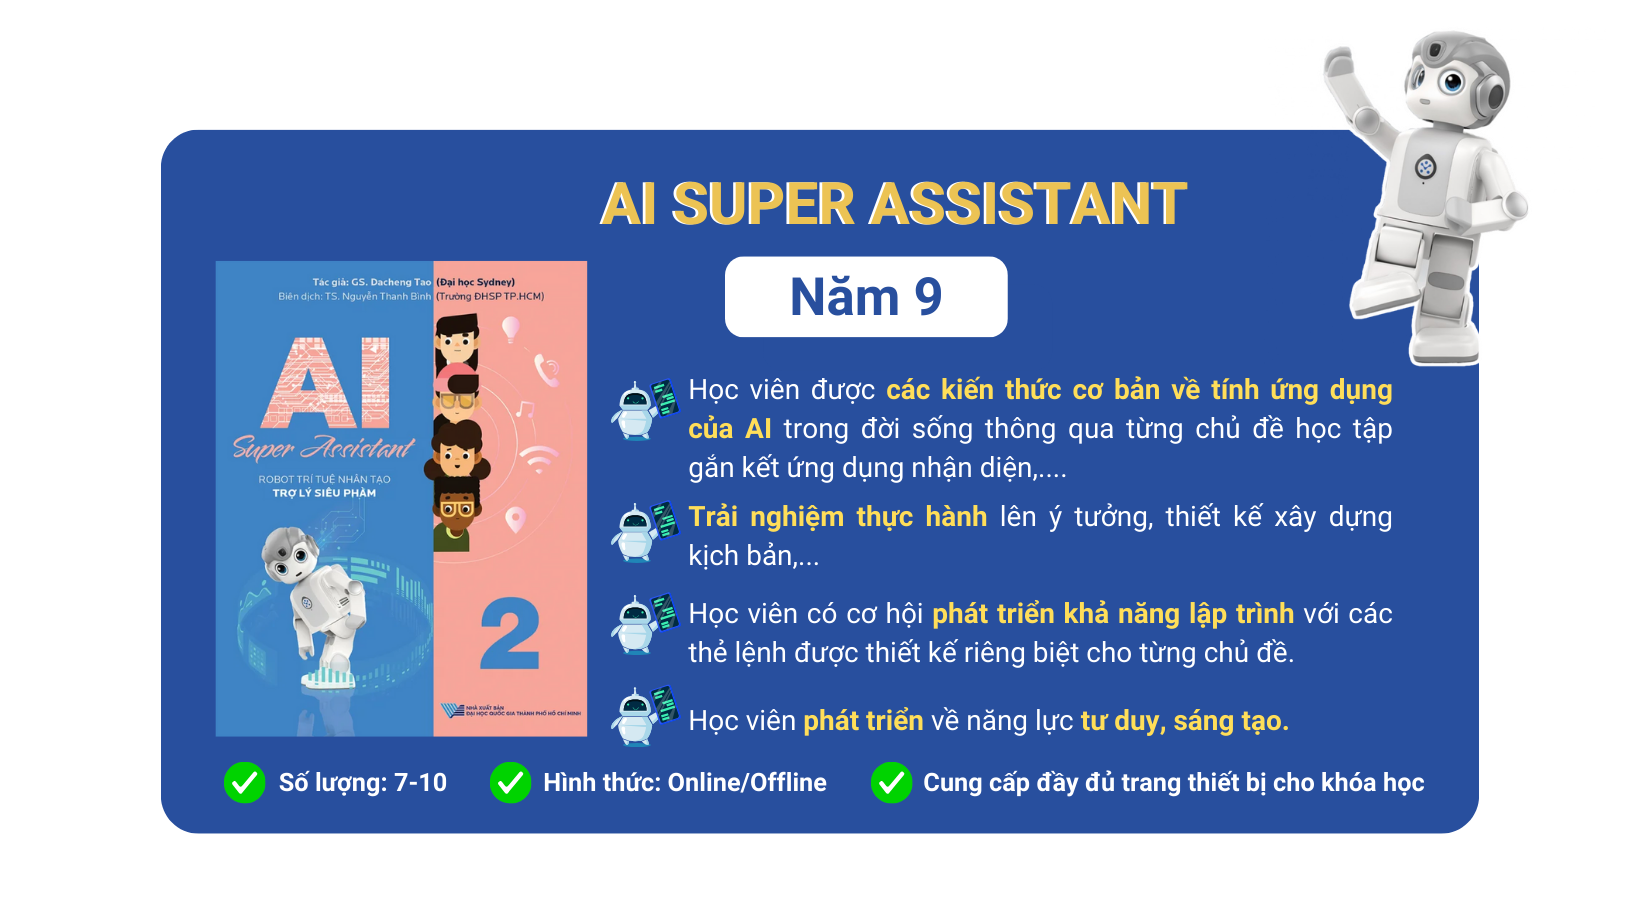 AI SUPER ASSISTANT
Năm 9
Tác giả: GS. Dacheng Tao (Đại học Sydney)
Biên dịch: TS. Nguyễn Thanh Bình (Trường ĐHSP TP.HCM)
AI
Super Assistant
ROBOT TRÍ TUỆ NHÂN TẠO
TRỢ LÝ SIÊU PHÀM
2
NHÀ XUẤT BẢN
ĐẠI HỌC QUỐC GIA THÀNH PHỐ HỒ CHÍ MINH
Học viên được các kiến thức cơ bản về tính ứng dụng
của AI trong đời sống thông qua từng chủ đề học tập
gắn kết ứng dụng nhận diện,....
Trải nghiệm thực hành lên ý tưởng, thiết kế xây dựng
kịch bản,...
Học viên có cơ hội phát triển khả năng lập trình với các
thẻ lệnh được thiết kế riêng biệt cho từng chủ đề.
Học viên phát triển về năng lực tư duy, sáng tạo.
Số lượng: 7-10
Hình thức: Online/Offline
Cung cấp đầy đủ trang thiết bị cho khóa học